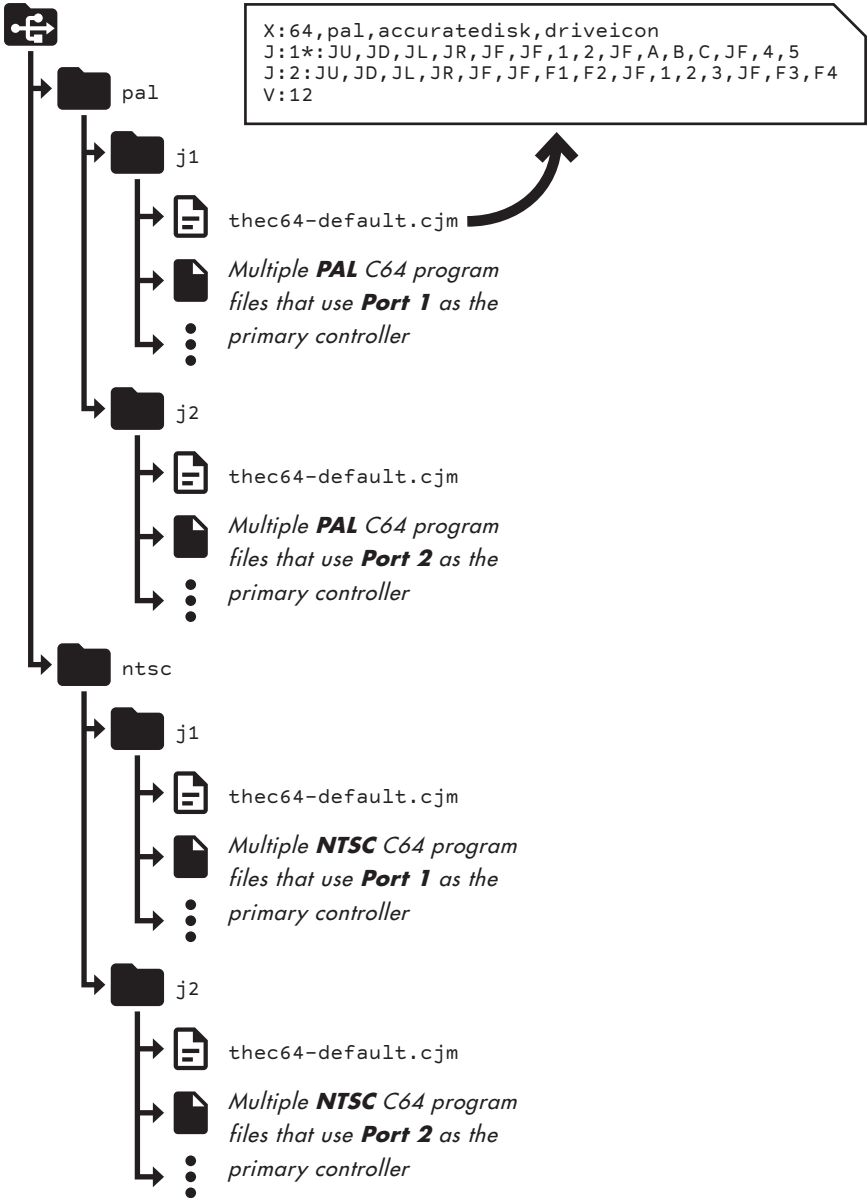 X:64,pal,accuratedisk,driveicon
J:1*:JU,JD,JL,JR,JF,JF,1,2,JF,A,B,C,JF,4,5
J:2:JU,JD,JL,JR,JF,JF,F1,F2,JF,1,2,3,JF,F3,F4
V:12
pal
j1
thec64-default.cjm
Multiple PAL C64 program
files that use Port 1 as the
primary controller
j2
thec64-default.cjm
Multiple PAL C64 program
files that use Port 2 as the
primary controller
ntsc
j1
thec64-default.cjm
Multiple NTSC C64 program
files that use Port 1 as the
primary controller
j2
thec64-default.cjm
Multiple NTSC C64 program
files that use Port 2 as the
primary controller